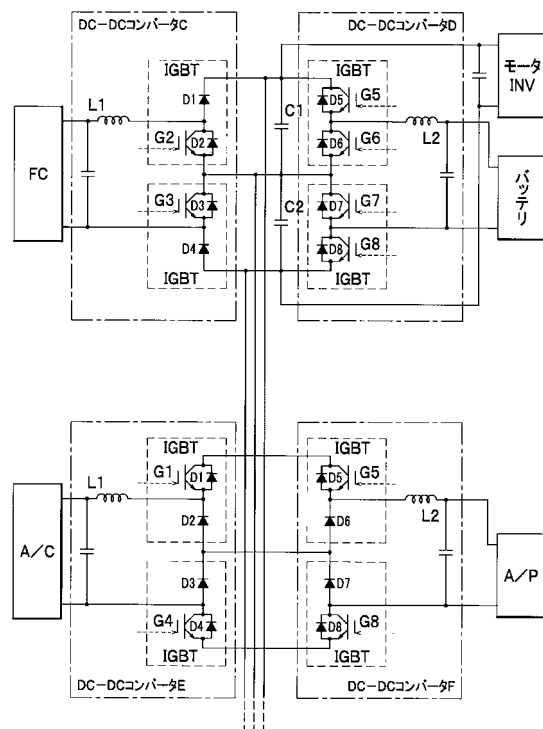 DC-DCコンバータC
DC-DCコンバータD
IGBT
IGBT
モータ
INV
L1
D1
G2
D2
C1
D5
G5
D6
G6
L2
FC
バッテリ
G3
D3
C2
D7
G7
D4
D8
G8
IGBT
IGBT
IGBT
IGBT
L1
G1
D1
D5
G5
D2
D6
L2
A/C
A/P
D3
D7
G4
D4
D8
G8
IGBT
IGBT
DC-DCコンバータE
DC-DCコンバータF